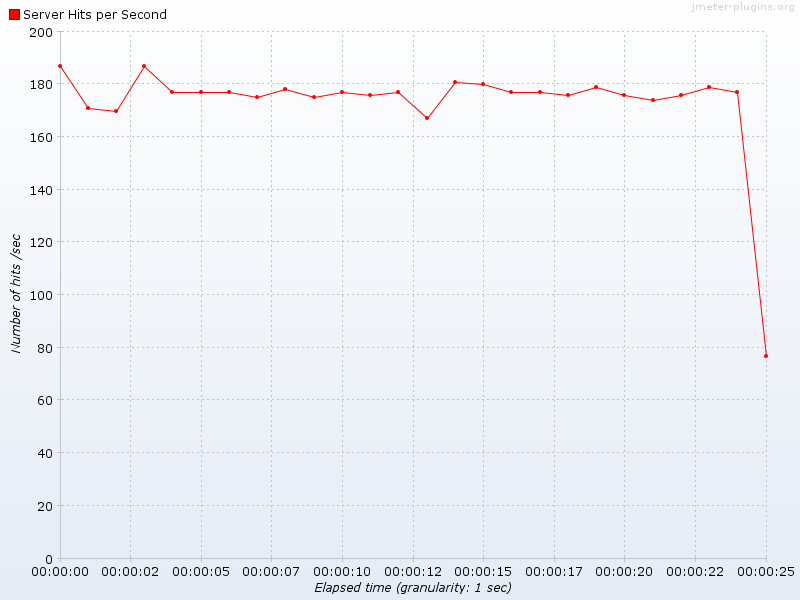 jmeter-plugins.org
Server Hits per Second
200
180
160
140
120
100
80
60
40
20
0
Number of hits /sec
00:00:00 00:00:02 00:00:05 00:00:07 00:00:10 00:00:12 00:00:15 00:00:17 00:00:20 00:00:22 00:00:25
Elapsed time (granularity: 1 sec)